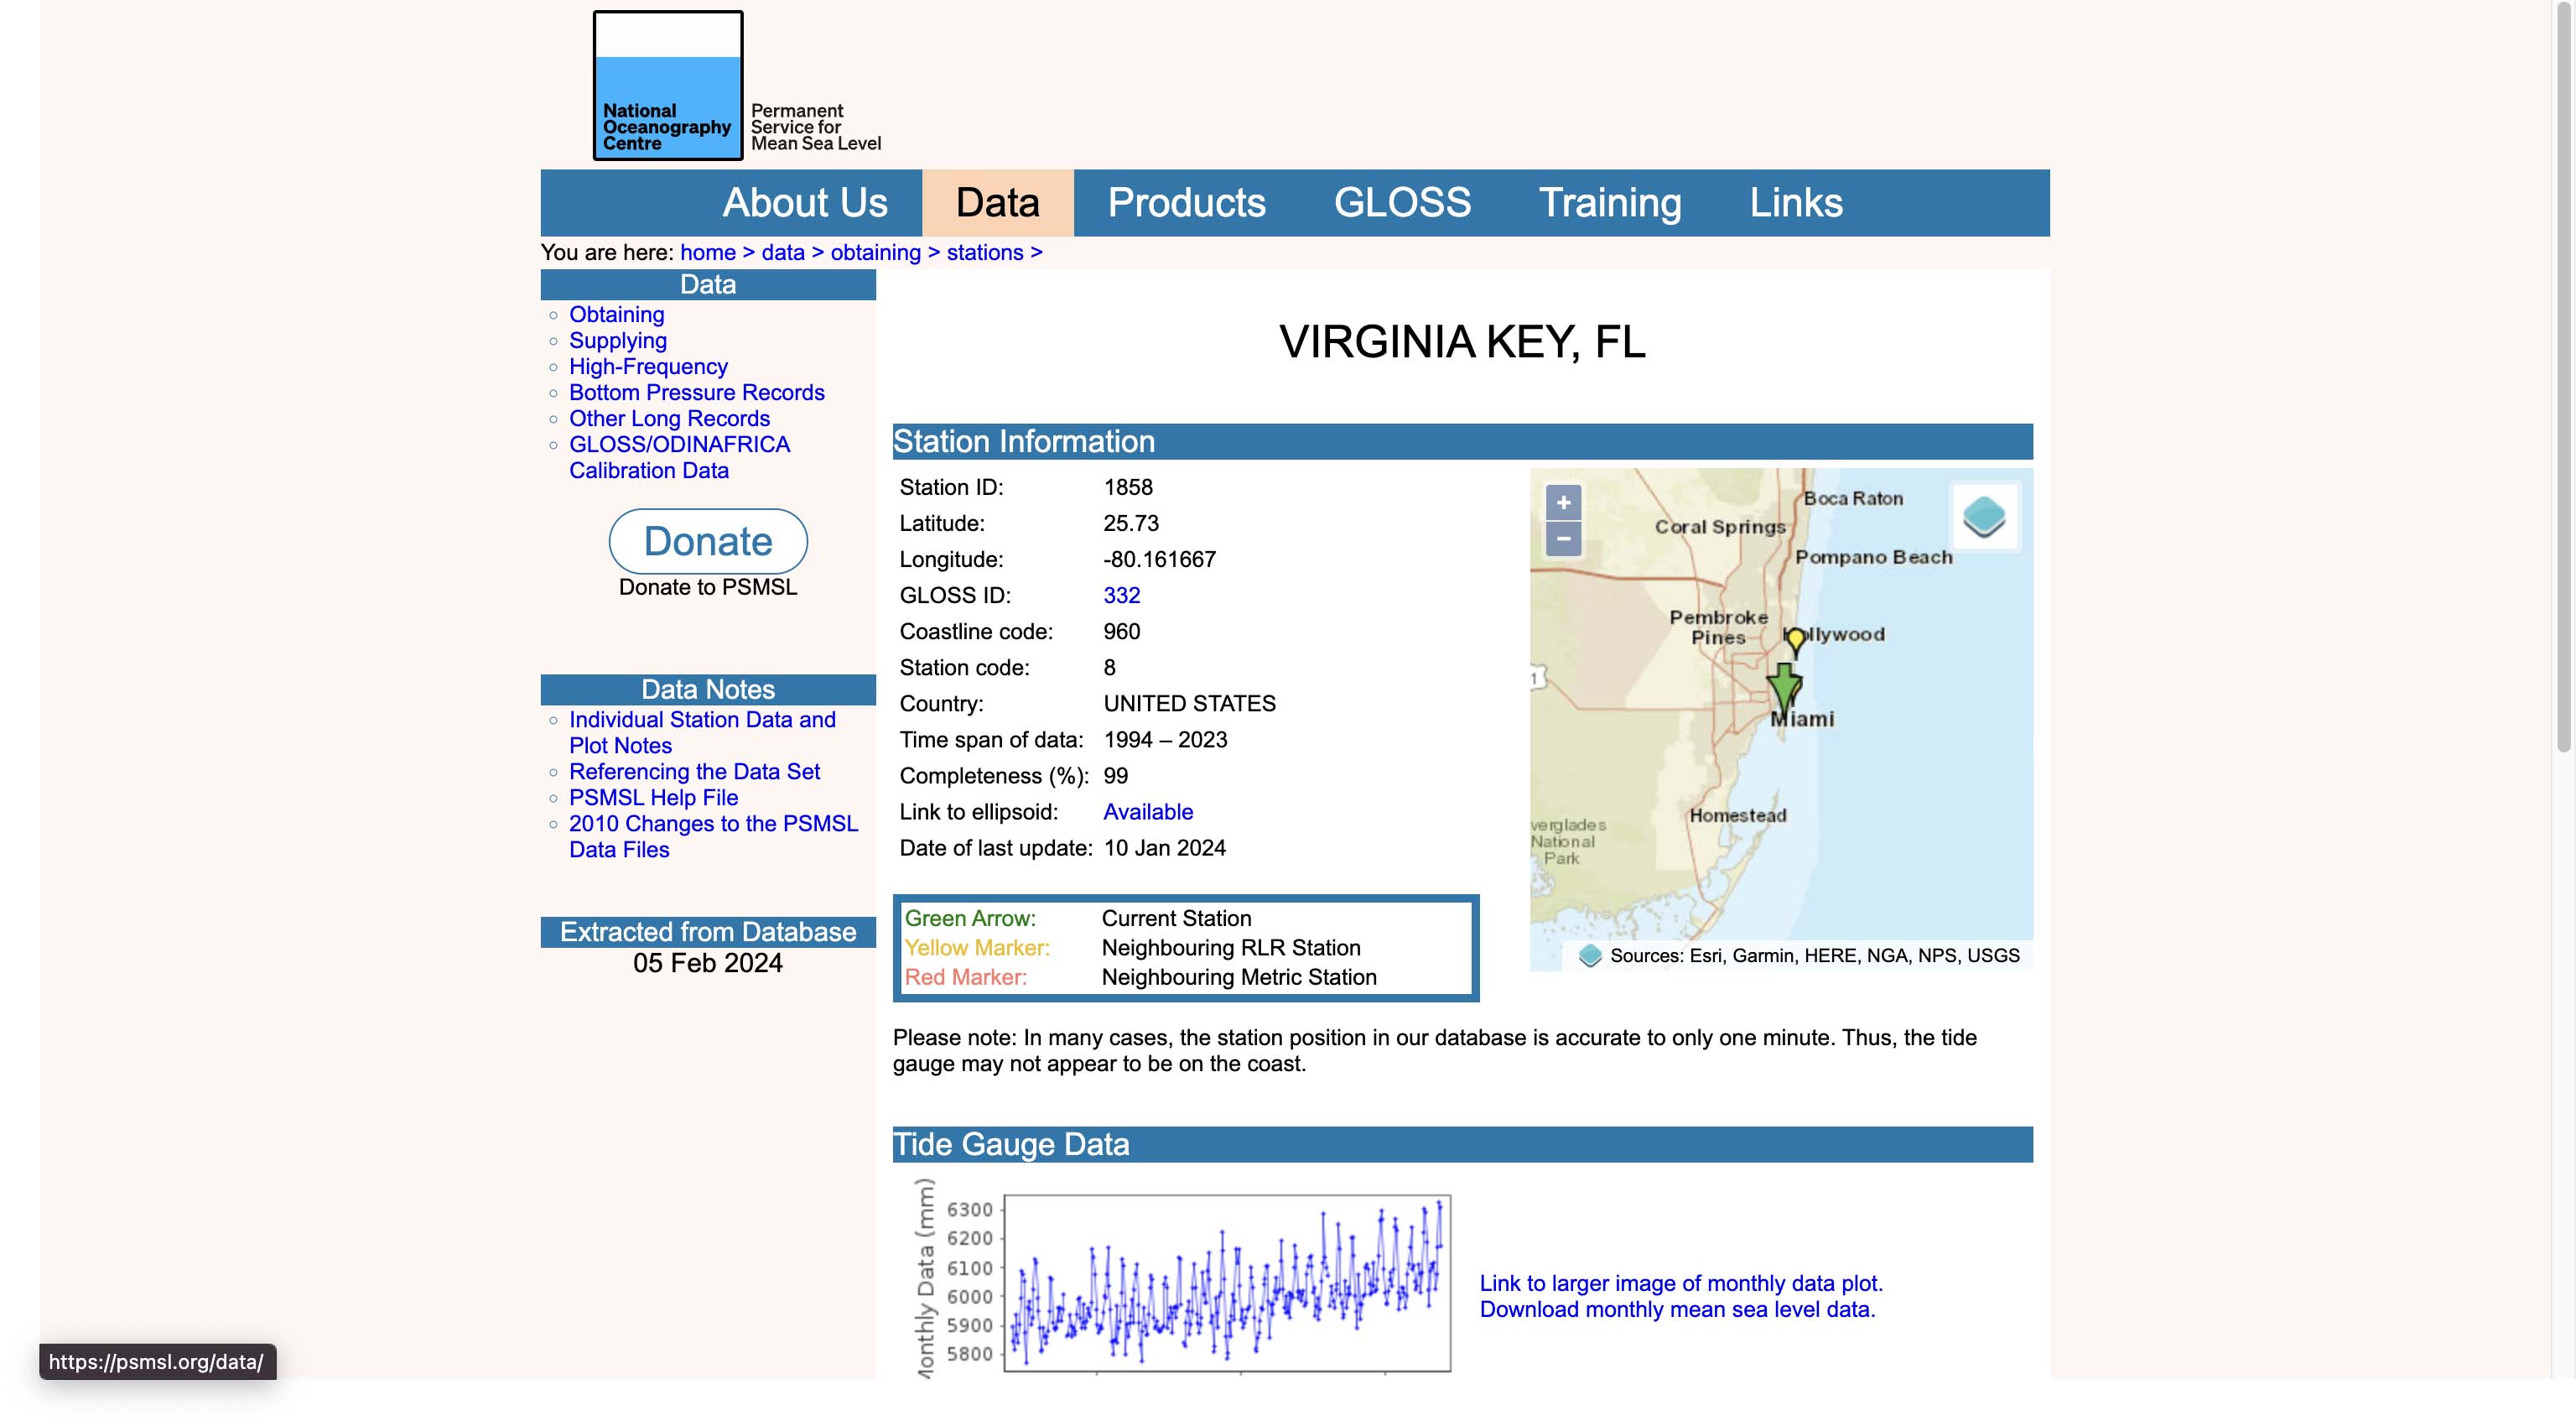 National
Oceanography
Centre
Permanent
Service for
Mean Sea Level
About Us Data Products GLOSS Training Links
You are here: home > data > obtaining > stations >
Data
Obtaining
Supplying
High-Frequency
Bottom Pressure Records
Other Long Records
GLOSS/ODINAFRICA
Calibration Data
Donate
Donate to PSMSL
Data Notes
Individual Station Data and
Plot Notes
Referencing the Data Set
PSMSL Help File
2010 Changes to the PSMSL
Data Files
Extracted from Database
05 Feb 2024
VIRGINIA KEY, FL
Station Information
Station ID: 1858
Latitude: 25.73
Longitude: -80.161667
GLOSS ID: 332
Coastline code: 960
Station code: 8
Country: UNITED STATES
Time span of data: 1994 – 2023
Completeness (%): 99
Link to ellipsoid: Available
Date of last update: 10 Jan 2024
+
−
Boca Raton
Coral Springs
Pompano Beach
Pembroke
Pines
Hollywood
1
Miami
Homestead
verglades
National
Park
Sources: Esri, Garmin, HERE, NGA, NPS, USGS
Green Arrow: Current Station
Yellow Marker: Neighbouring RLR Station
Red Marker: Neighbouring Metric Station
Please note: In many cases, the station position in our database is accurate to only one minute. Thus, the tide
gauge may not appear to be on the coast.
Tide Gauge Data
Monthly Data (mm)
6300
6200
6100
6000
5900
5800
Link to larger image of monthly data plot.
Download monthly mean sea level data.
https://psmsl.org/data/